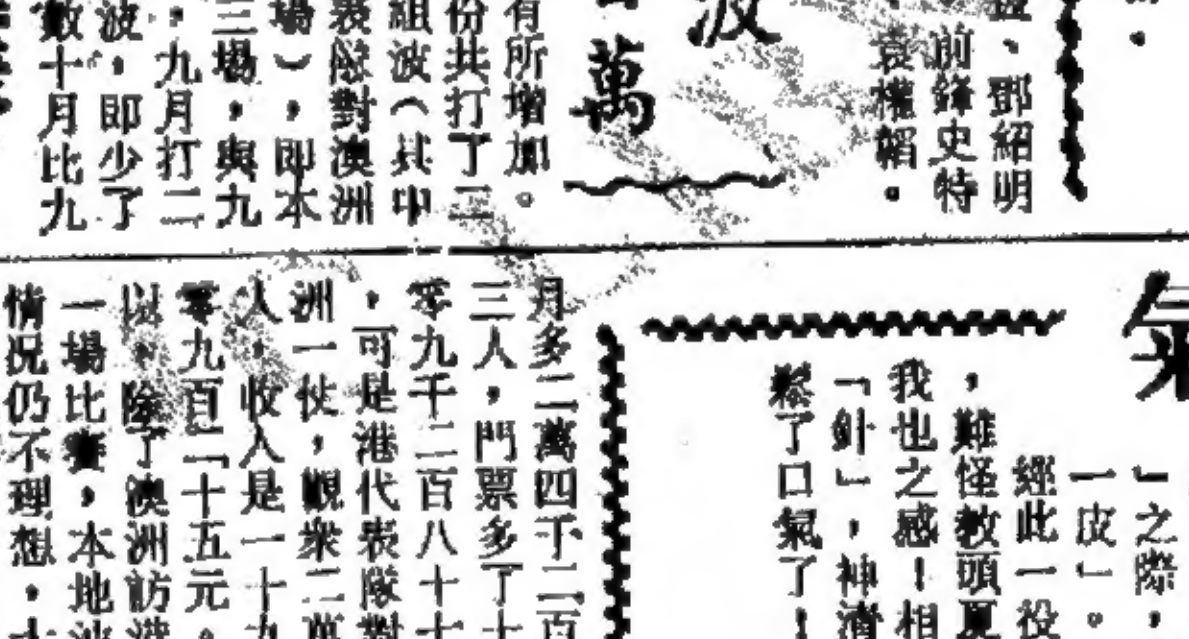 鄧紹明
、前鋒史特
袁權韜。
波
萬
有所增加。
份共打了三
組波（其中
表隊對澳洲
場），即本
三場，與九
，九月打二
波，即少了
數十月比九
月多二萬四千二百
三人，門票多了十
零九千二百八十
，可是港代表隊對
洲一仗，觀衆二萬
人，收入是一十九
零九百二十五元。
以，除了澳洲訪港
一場比賽，本地波
情況仍不理想，
氣
」之際，
一皮」。
經此一役
，難怪教頭夏
我也之感！相
「針」，神濟
鬆了口氣了！